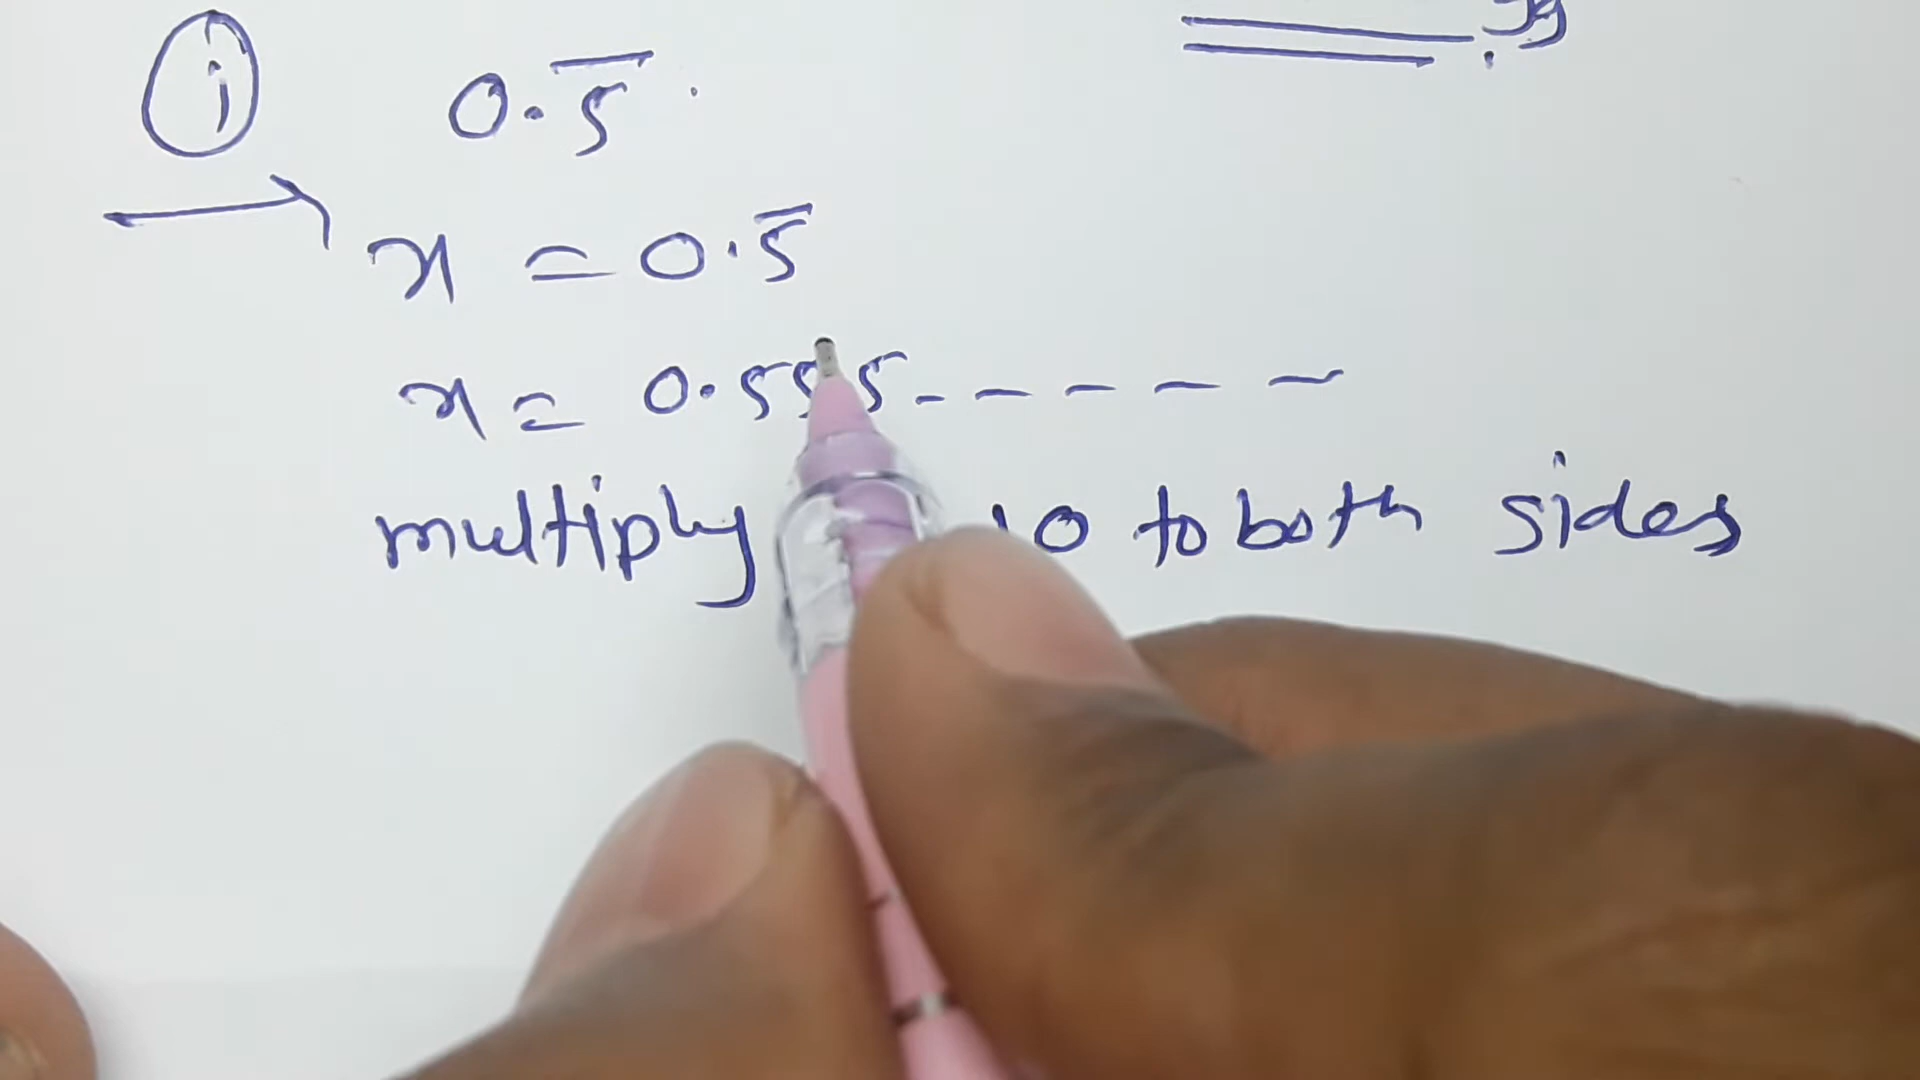 i 0.5̅
x = 0.5̅
x = 0.555 - - - - -
multiply 10 to both sides